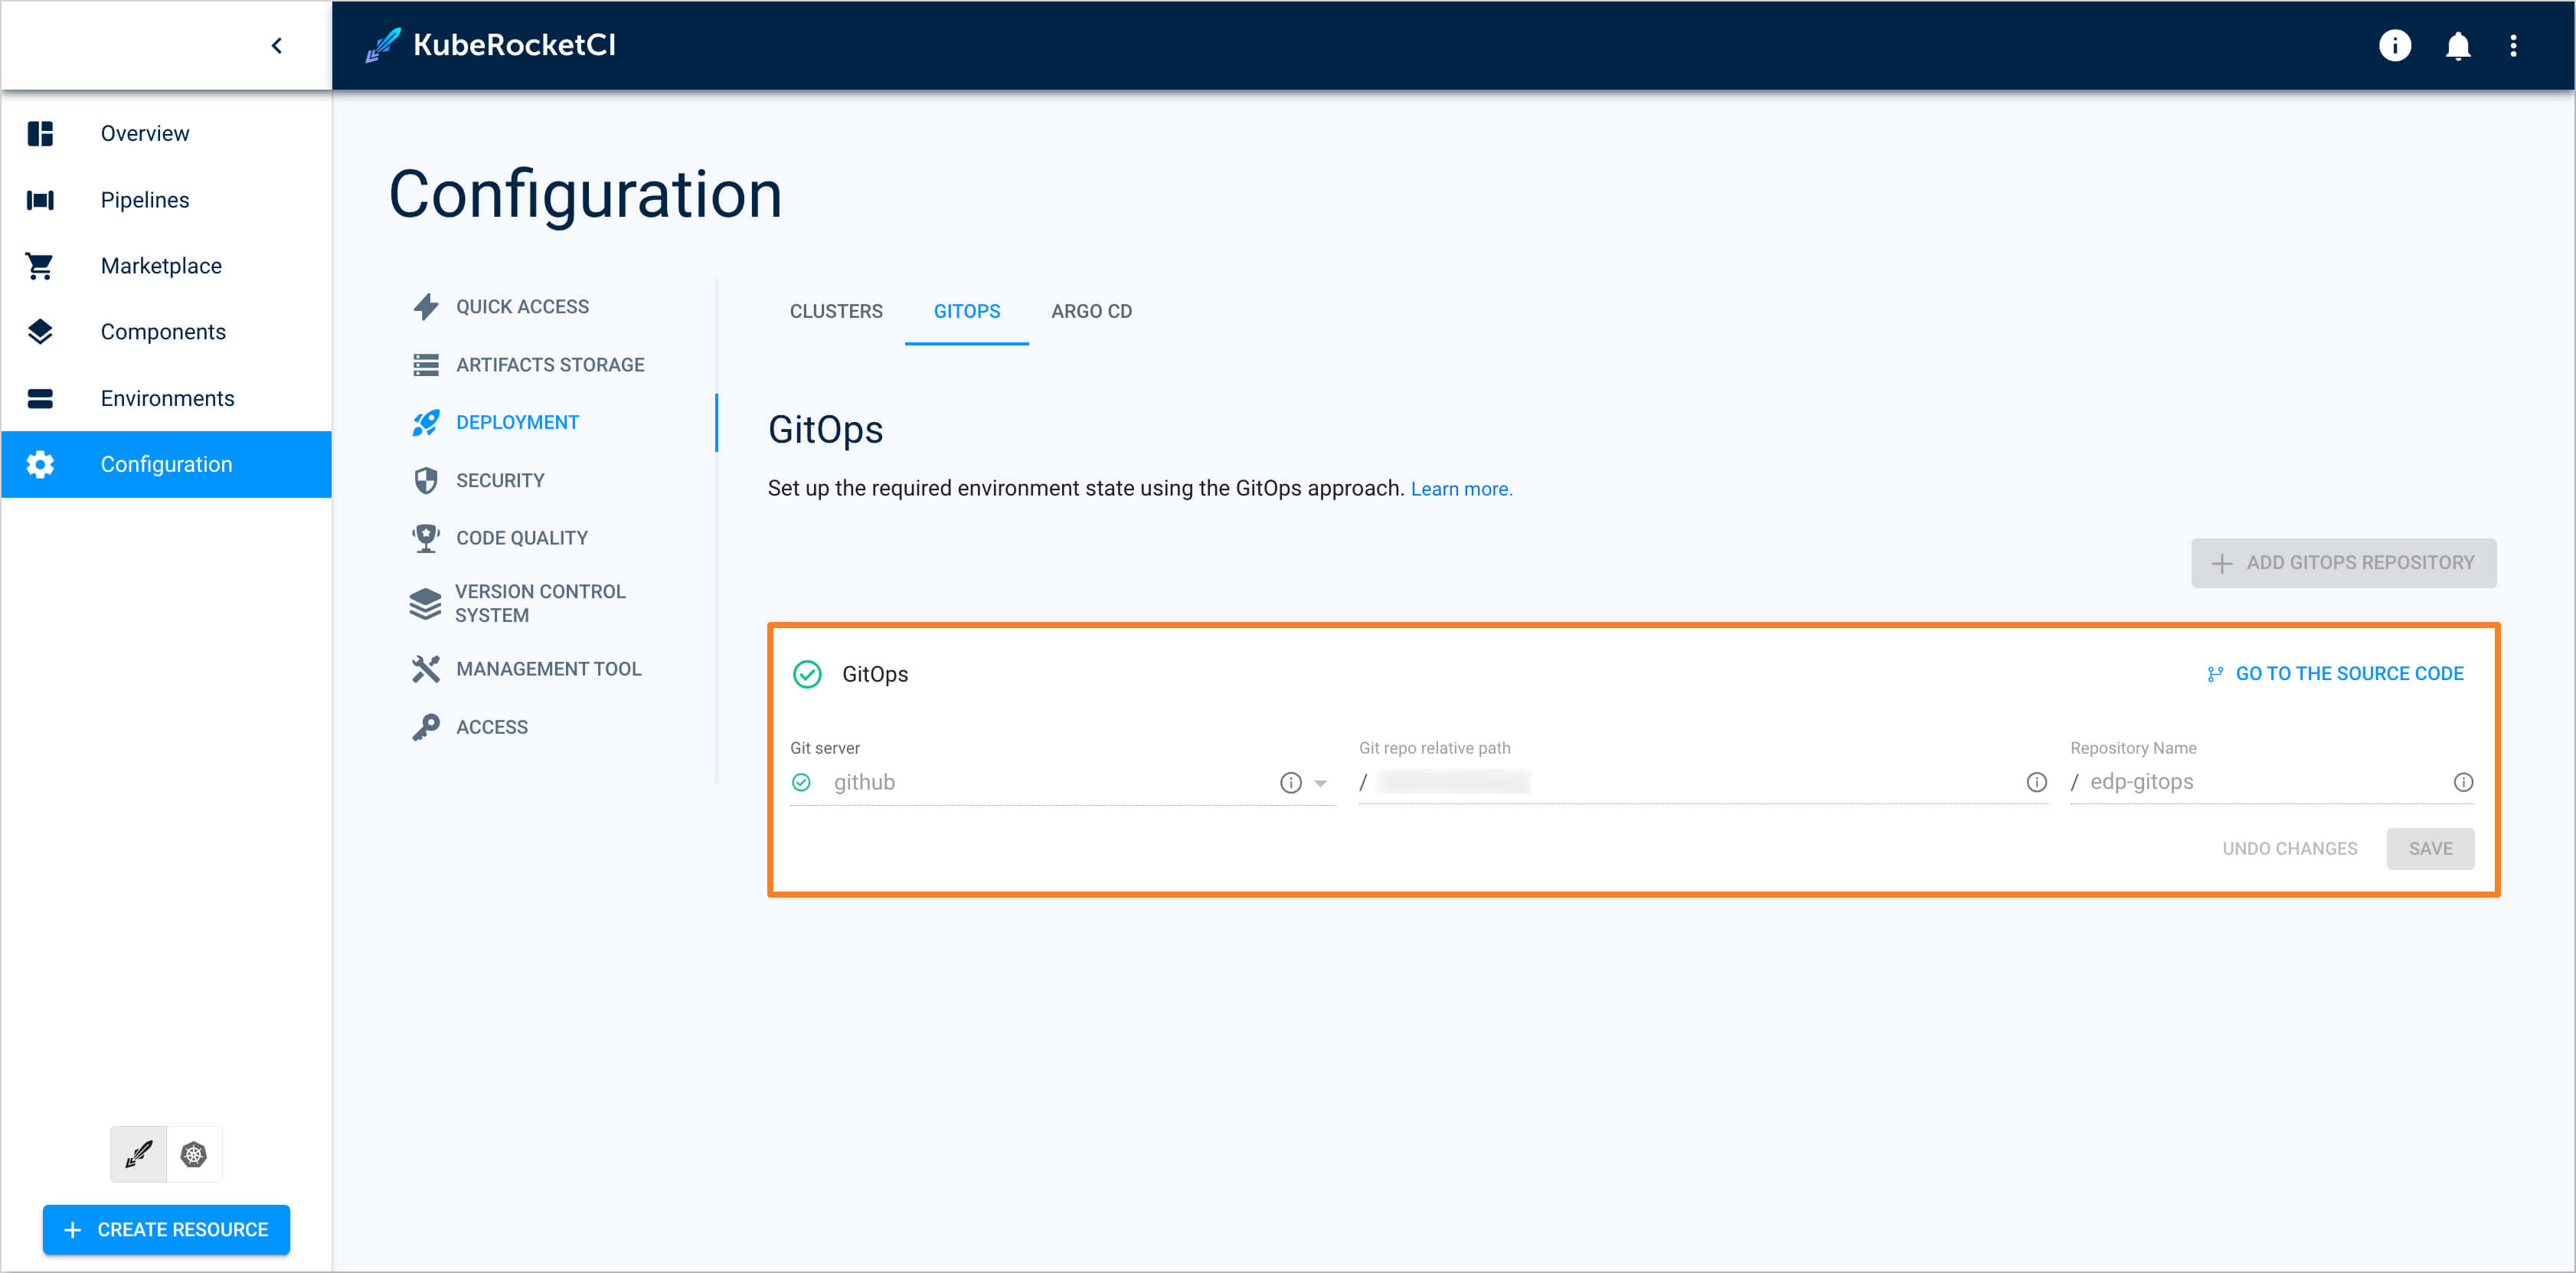 KubeRocketCI
Overview
Pipelines
Marketplace
Components
Environments
Configuration
CREATE RESOURCE
Configuration
QUICK ACCESS
ARTIFACTS STORAGE
DEPLOYMENT
SECURITY
CODE QUALITY
VERSION CONTROL
SYSTEM
MANAGEMENT TOOL
ACCESS
CLUSTERS GITOPS ARGO CD
GitOps
Set up the required environment state using the GitOps approach. Learn more.
ADD GITOPS REPOSITORY
GitOps GO TO THE SOURCE CODE
Git server Git repo relative path Repository Name
github / / edp-gitops
UNDO CHANGES SAVE